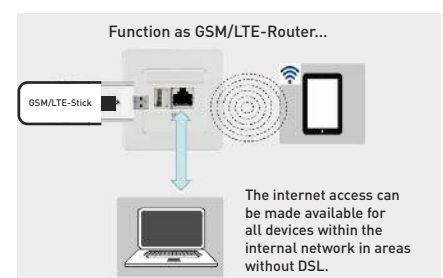 Function as GSM/LTE-Router...
GSM/LTE-Stick
The internet access can
be made available for
all devices within the
internal network in areas
without DSL.